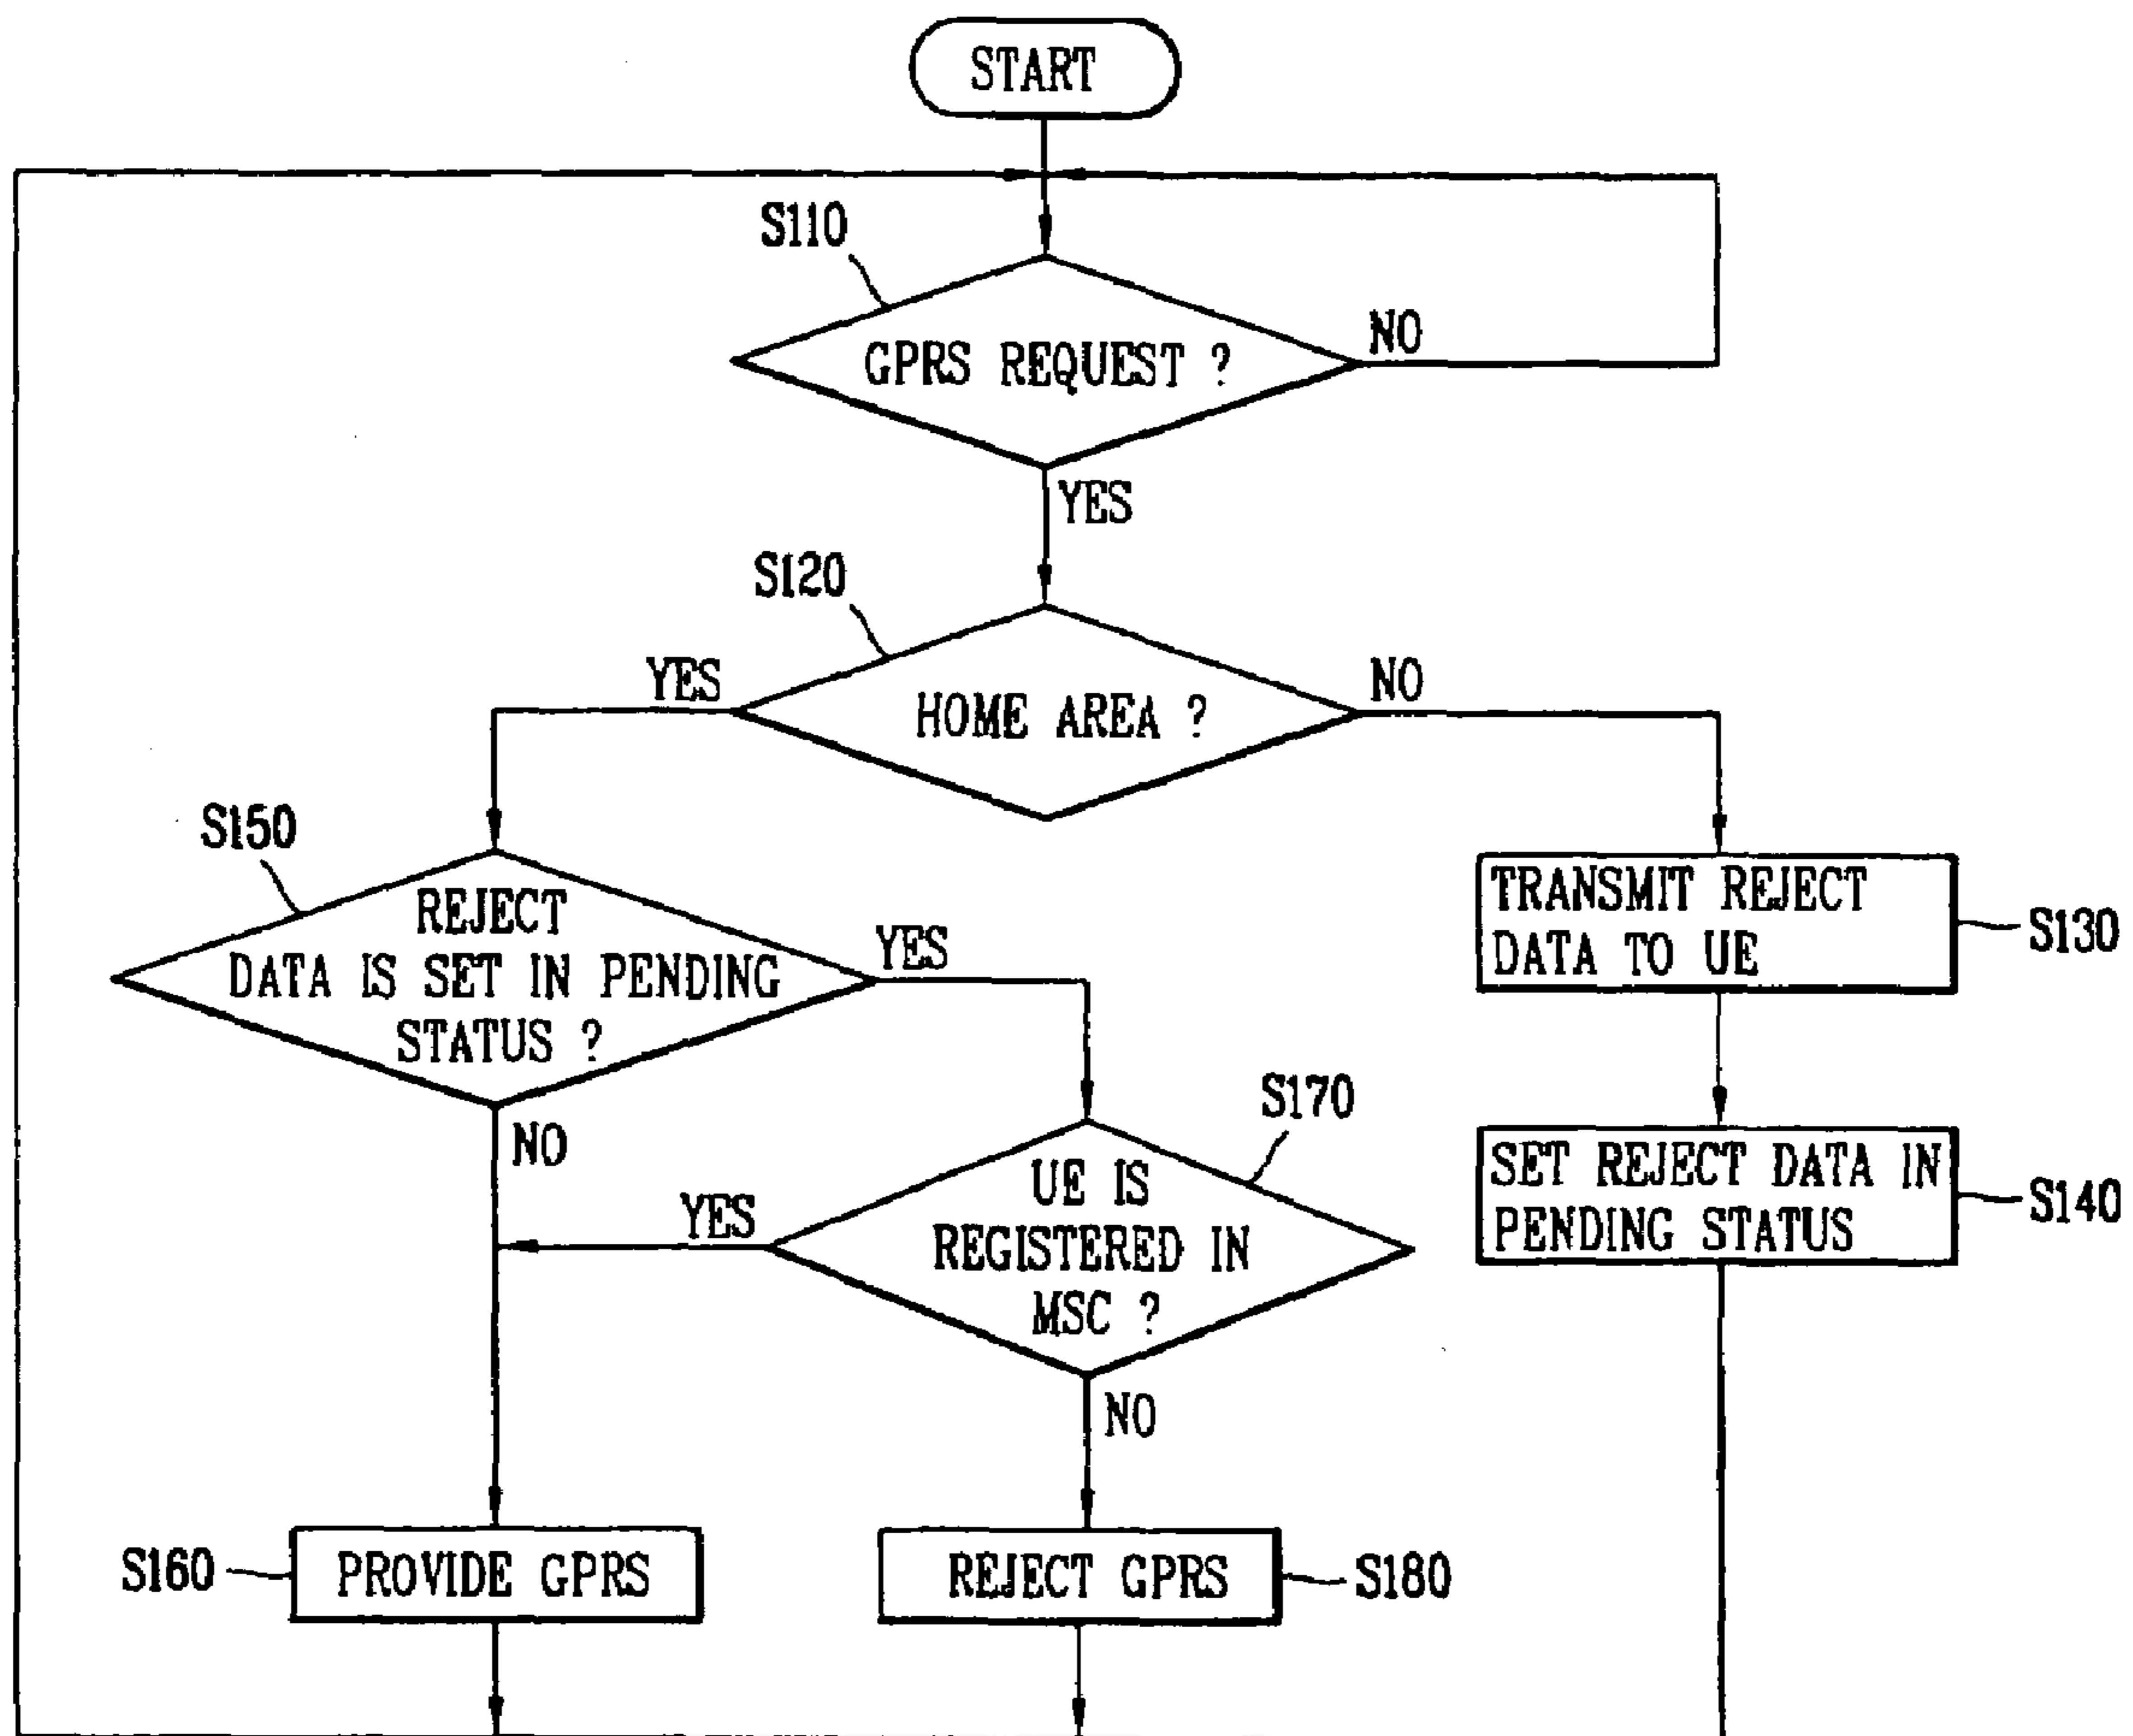 START
S110
GPRS REQUEST ?
NO
YES
S120
YES
HOME AREA ?
NO
S150
REJECT
DATA IS SET IN PENDING
STATUS ?
YES
TRANSMIT REJECT
DATA TO UE
S130
NO
S170
UE IS
REGISTERED IN
MSC ?
YES
SET REJECT DATA IN
PENDING STATUS
S140
NO
S160
PROVIDE GPRS
REJECT GPRS
S180